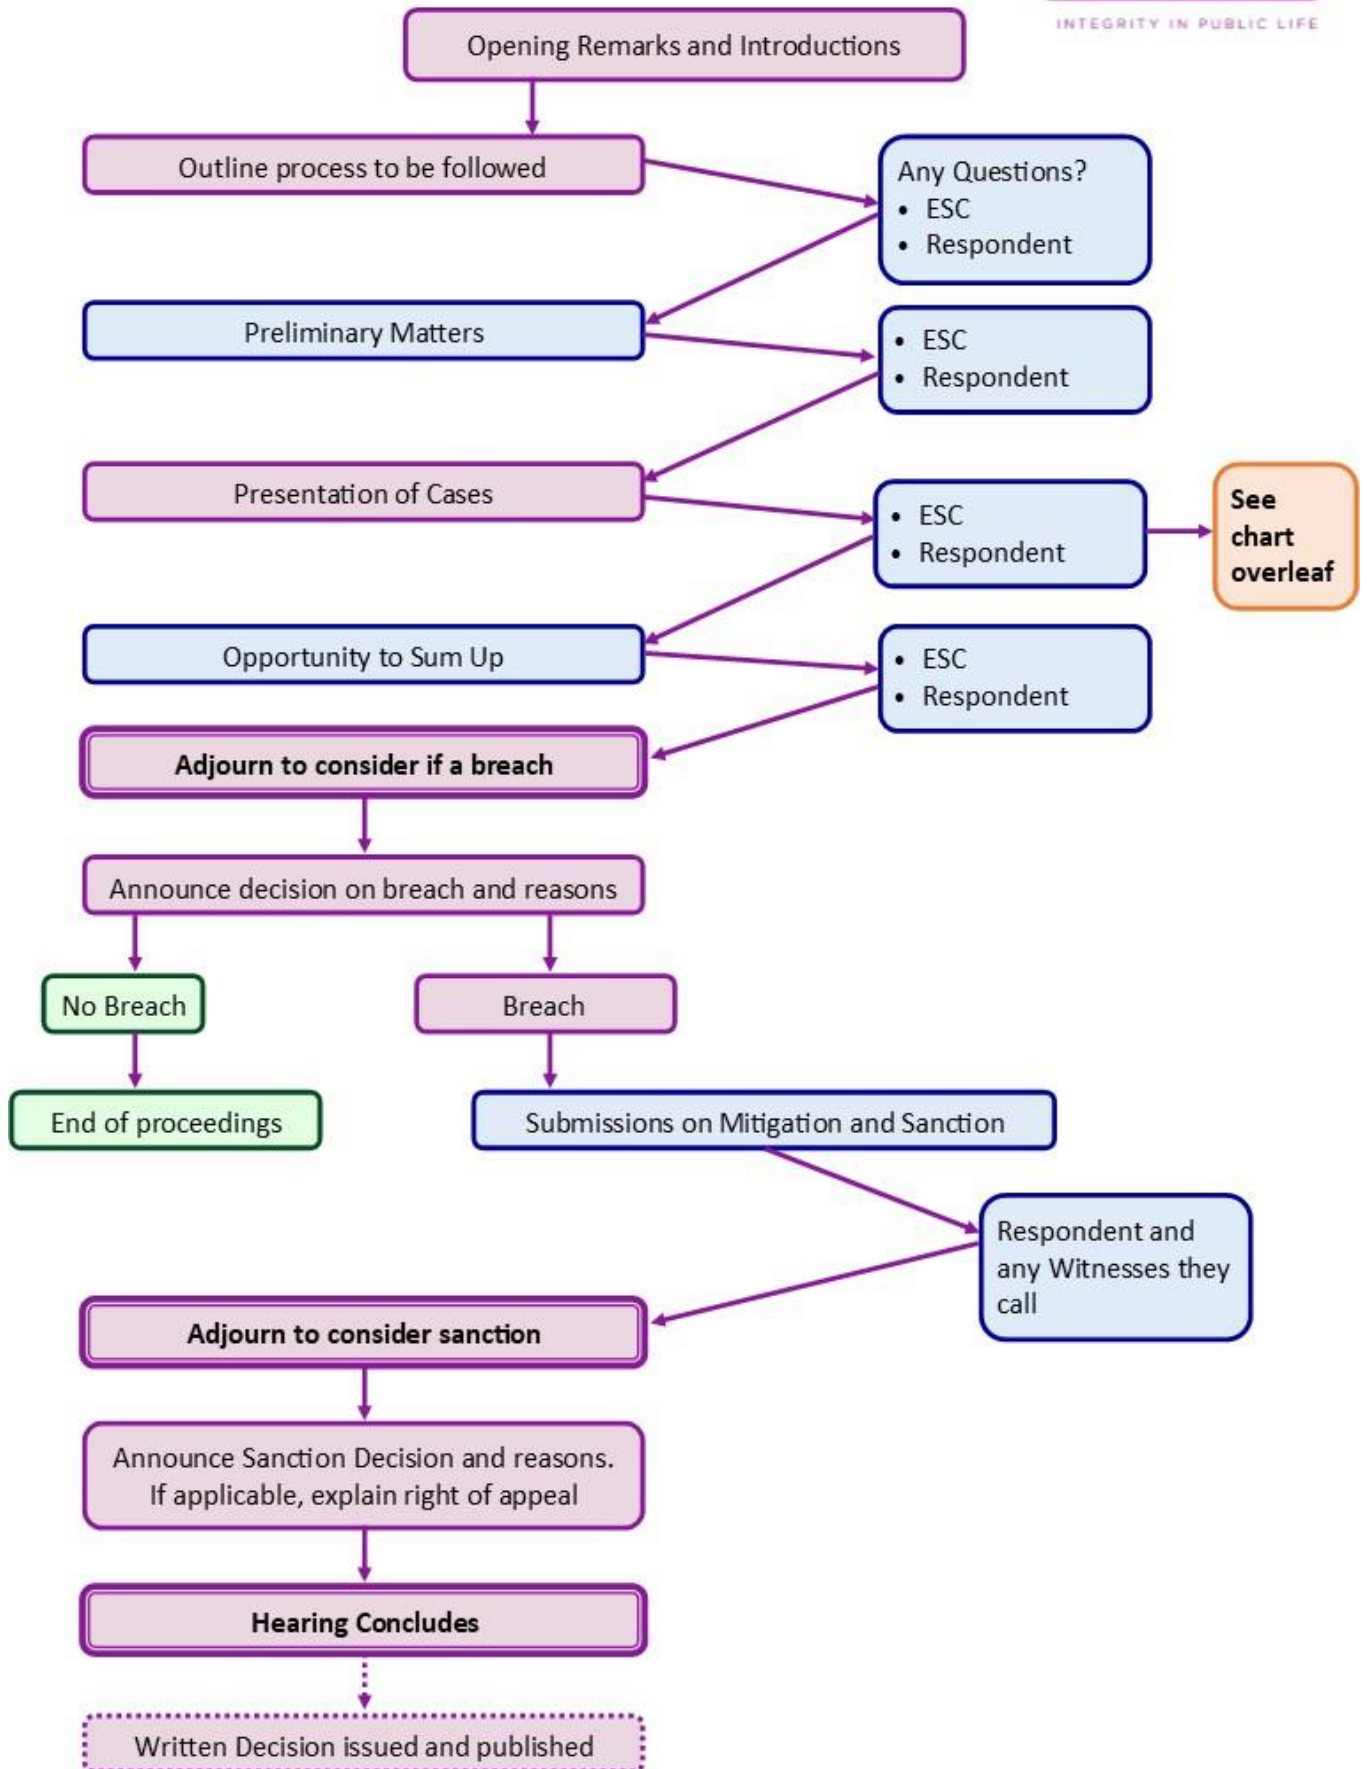 INTEGRITY IN PUBLIC LIFE
Opening Remarks and Introductions
Outline process to be followed
Any Questions?
• ESC
• Respondent
Preliminary Matters
• ESC
• Respondent
Presentation of Cases
• ESC
• Respondent
See
chart
overleaf
Opportunity to Sum Up
• ESC
• Respondent
Adjourn to consider if a breach
Announce decision on breach and reasons
No Breach
Breach
End of proceedings
Submissions on Mitigation and Sanction
Respondent and
any Witnesses they
call
Adjourn to consider sanction
Announce Sanction Decision and reasons.
If applicable, explain right of appeal
Hearing Concludes
Written Decision issued and published